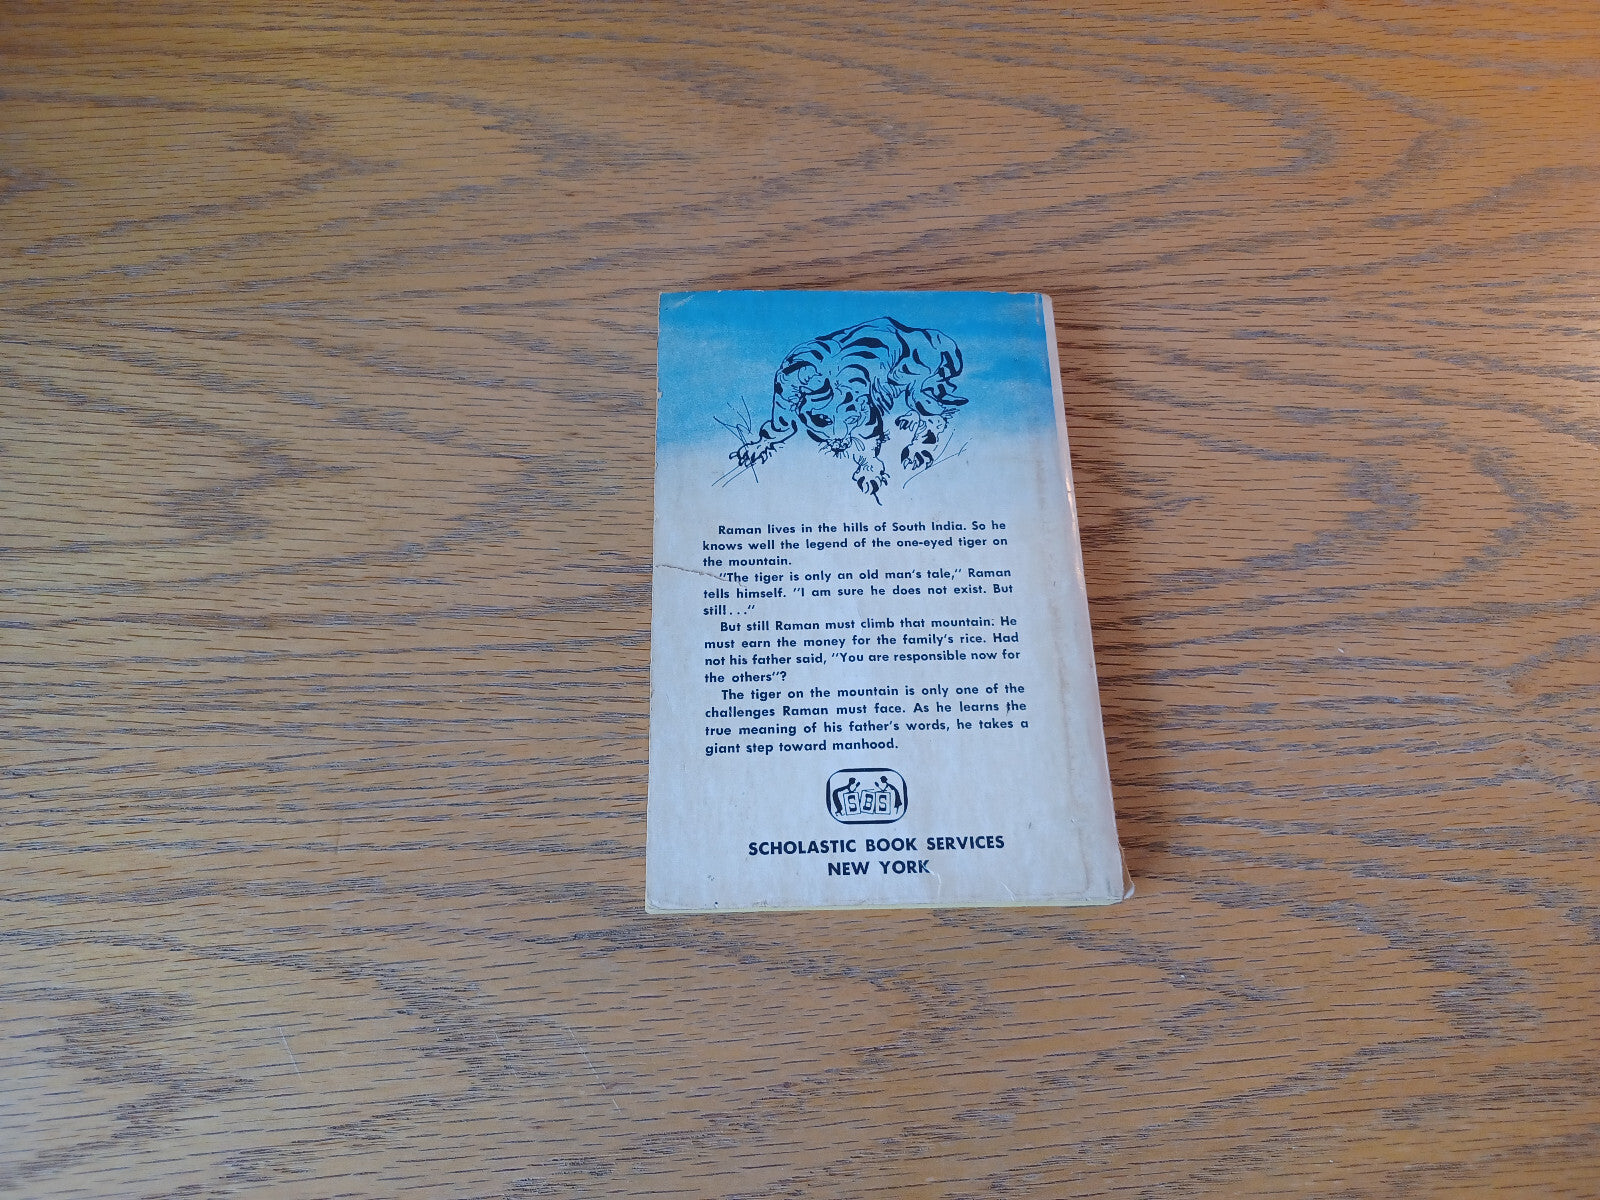 Raman lives in the hills of South India. So he
knows well the legend of the one-eyed tiger on
the mountain.
"The tiger is only an old man's tale," Raman
tells himself. "I am sure he does not exist. But
still . . ."
But still Raman must climb that mountain. He
must earn the money for the family's rice. Had
not his father said, "You are responsible now for
the others"?
The tiger on the mountain is only one of the
challenges Raman must face. As he learns the
true meaning of his father's words, he takes a
giant step toward manhood.
SBS
SCHOLASTIC BOOK SERVICES
NEW YORK